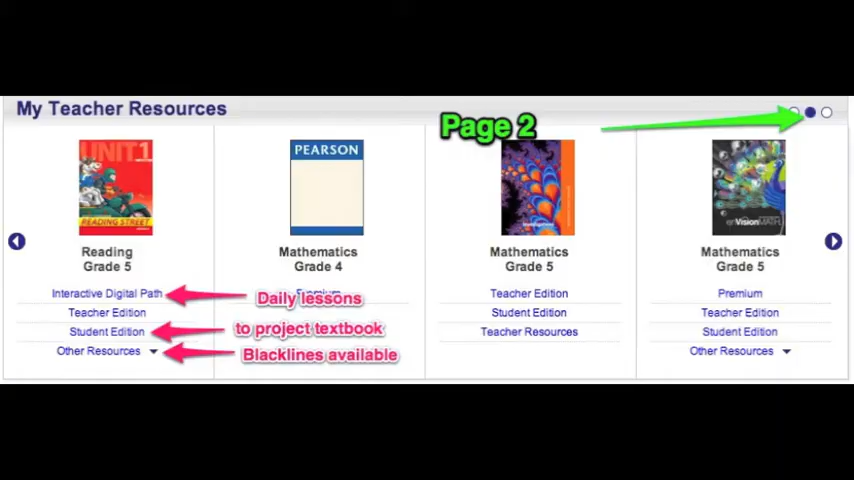 My Teacher Resources
Page 2
UNIT 1
READING STREET
Reading
Grade 5
Interactive Digital Path
Teacher Edition
Student Edition
Other Resources
Daily lessons
to project textbook
Blacklines available
PEARSON
Mathematics
Grade 4
Mathematics
Grade 5
Teacher Edition
Student Edition
Teacher Resources
enVisionMATH
Mathematics
Grade 5
Premium
Teacher Edition
Student Edition
Other Resources